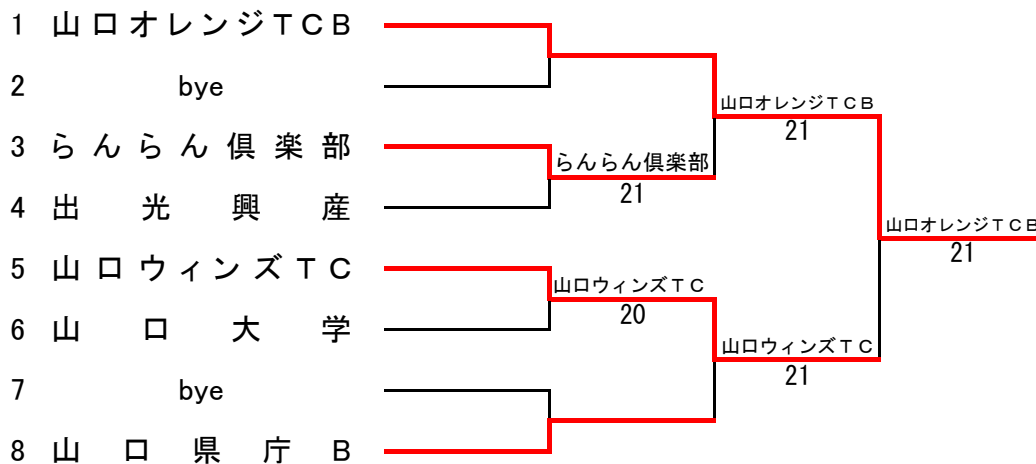 1 山口オレンジTCB
2 bye
3 らんらん倶楽部
4 出光興産
5 山口ウィンズTC
6 山口大学
7 bye
8 山口県庁B
らんらん倶楽部
21
山口ウィンズTC
20
山口オレンジTCB
21
山口ウィンズTC
21
山口オレンジTCB
21